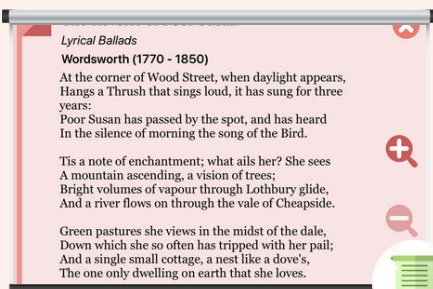 Lyrical Ballads
Wordsworth (1770 - 1850)
At the corner of Wood Street, when daylight appears,
Hangs a Thrush that sings loud, it has sung for three
years:
Poor Susan has passed by the spot, and has heard
In the silence of morning the song of the Bird.
Tis a note of enchantment; what ails her? She sees
A mountain ascending, a vision of trees;
Bright volumes of vapour through Lothbury glide,
And a river flows on through the vale of Cheapside.
Green pastures she views in the midst of the dale,
Down which she so often has tripped with her pail;
And a single small cottage, a nest like a dove's,
The one only dwelling on earth that she loves.